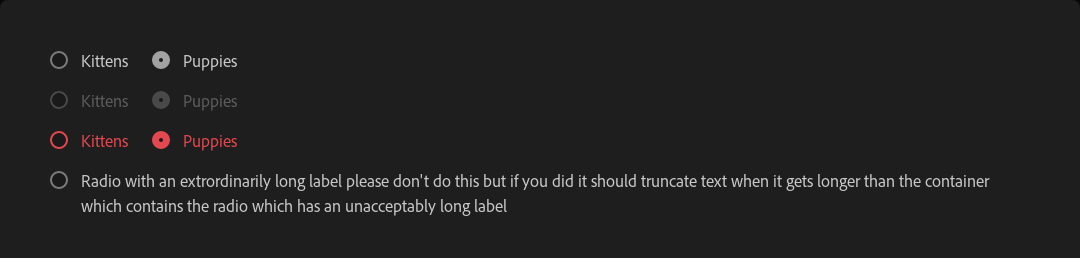 Kittens Puppies
Kittens Puppies
Kittens Puppies
Radio with an extrordinarily long label please don't do this but if you did it should truncate text when it gets longer than the container
which contains the radio which has an unacceptably long label